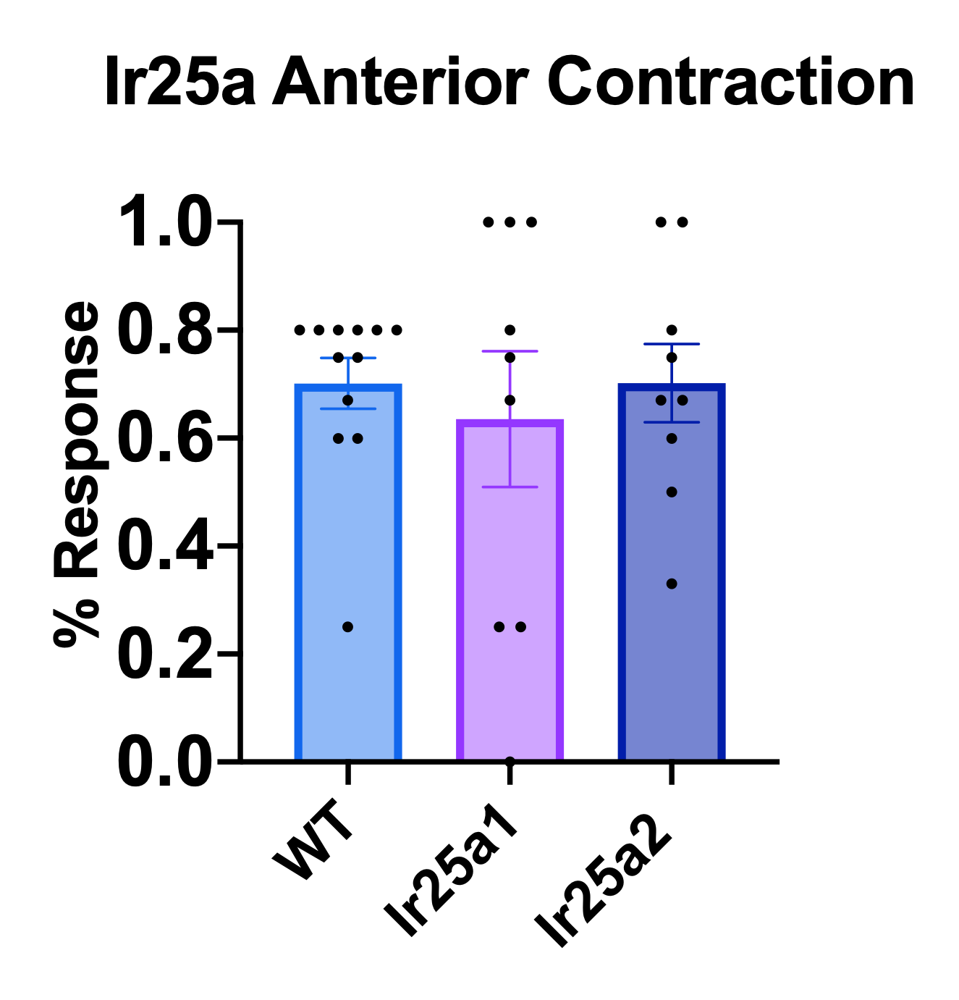 Ir25a Anterior Contraction
% Response
1.0
0.8
0.6
0.4
0.2
0.0
WT
Ir25a1
Ir25a2